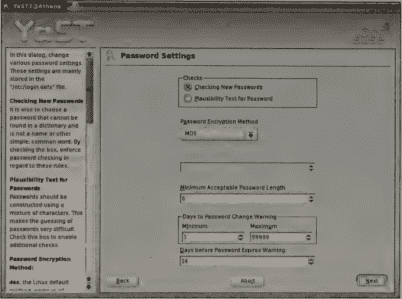 YaST2@Athena
YaST
In this dialog, change
various password settings.
These settings are mainly
stored in the
"/etc/login.defs" file.
Checking New Passwords
It is wise to choose a
password that cannot be
found in a dictionary and
is not a name or other
simple, common word. By
checking the box, enforce
password checking in
regard to these rules.
Plausibility Test for
Passwords
Passwords should be
constructed using a
mixture of characters. This
makes the guessing of
passwords very difficult.
Check this box to enable
additional checks.
Password Encryption
Method:
des, the Linux default
Password Settings
Checks
Checking New Passwords
Plausibility Test for Password
Password Encryption Method
MD5
Minimum Acceptable Password Length
Days to Password Change Warning
Minimum
Maximum
99999
Days before Password Expires Warning
14
Back
Abort
Next